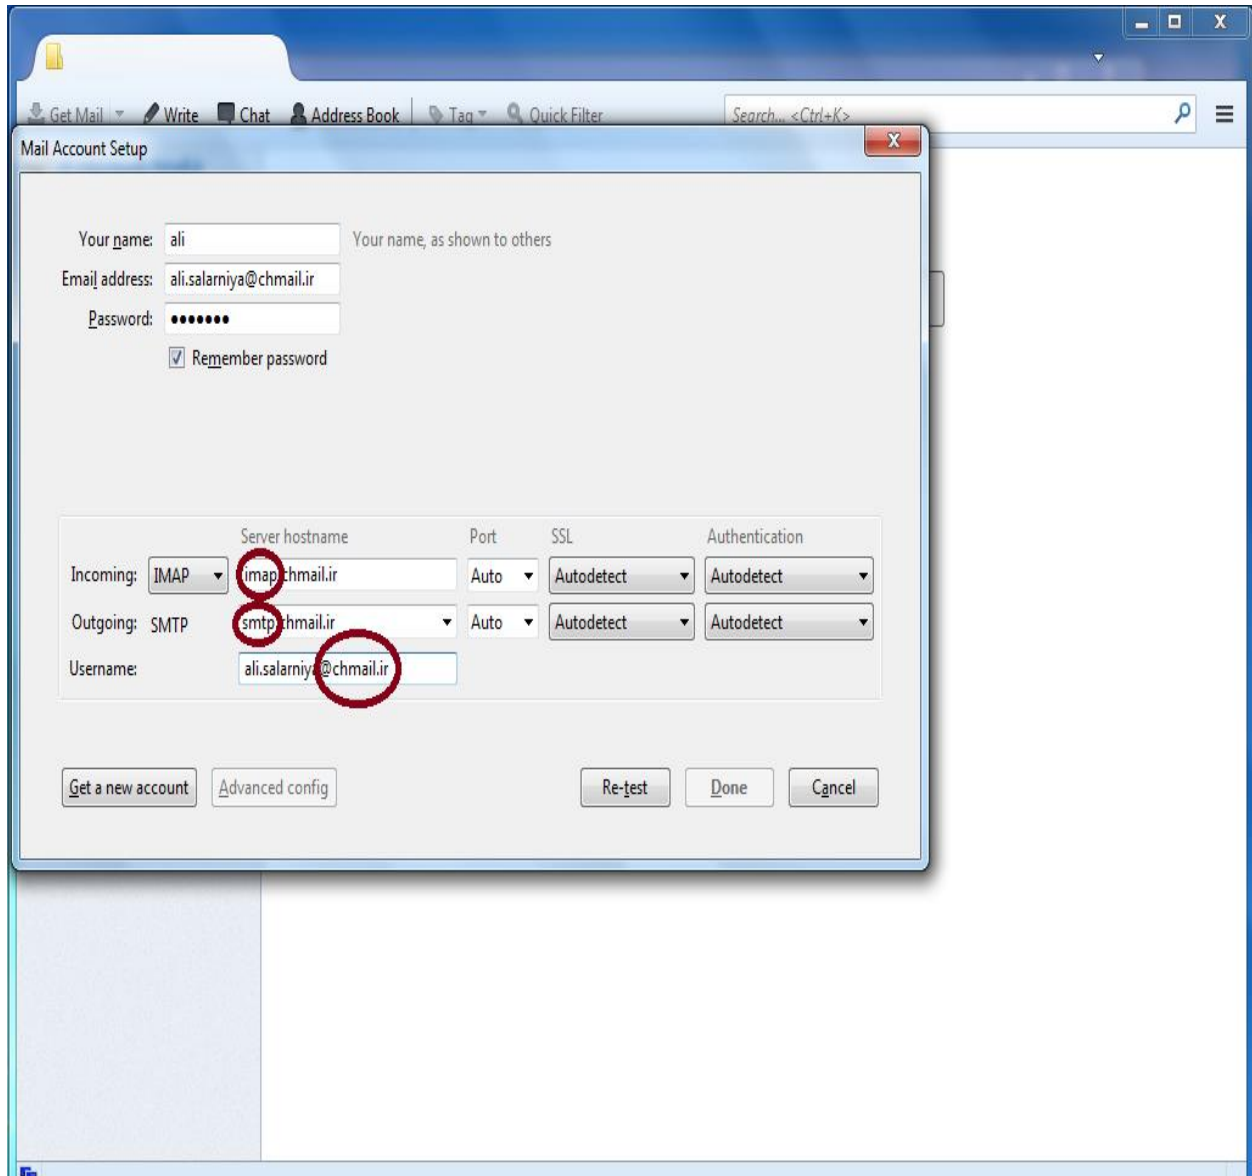 Get Mail Write Chat Address Book Tag Quick Filter Search... <Ctrl+K>
Mail Account Setup
Your name: ali Your name, as shown to others
Email address: ali.salarniya@chmail.ir
Password: •••••••
Remember password
Server hostname Port SSL Authentication
Incoming: IMAP imap.chmail.ir Auto Autodetect Autodetect
Outgoing: SMTP smtp.chmail.ir Auto Autodetect Autodetect
Username: ali.salarniya@chmail.ir
Get a new account Advanced config Re-test Done Cancel